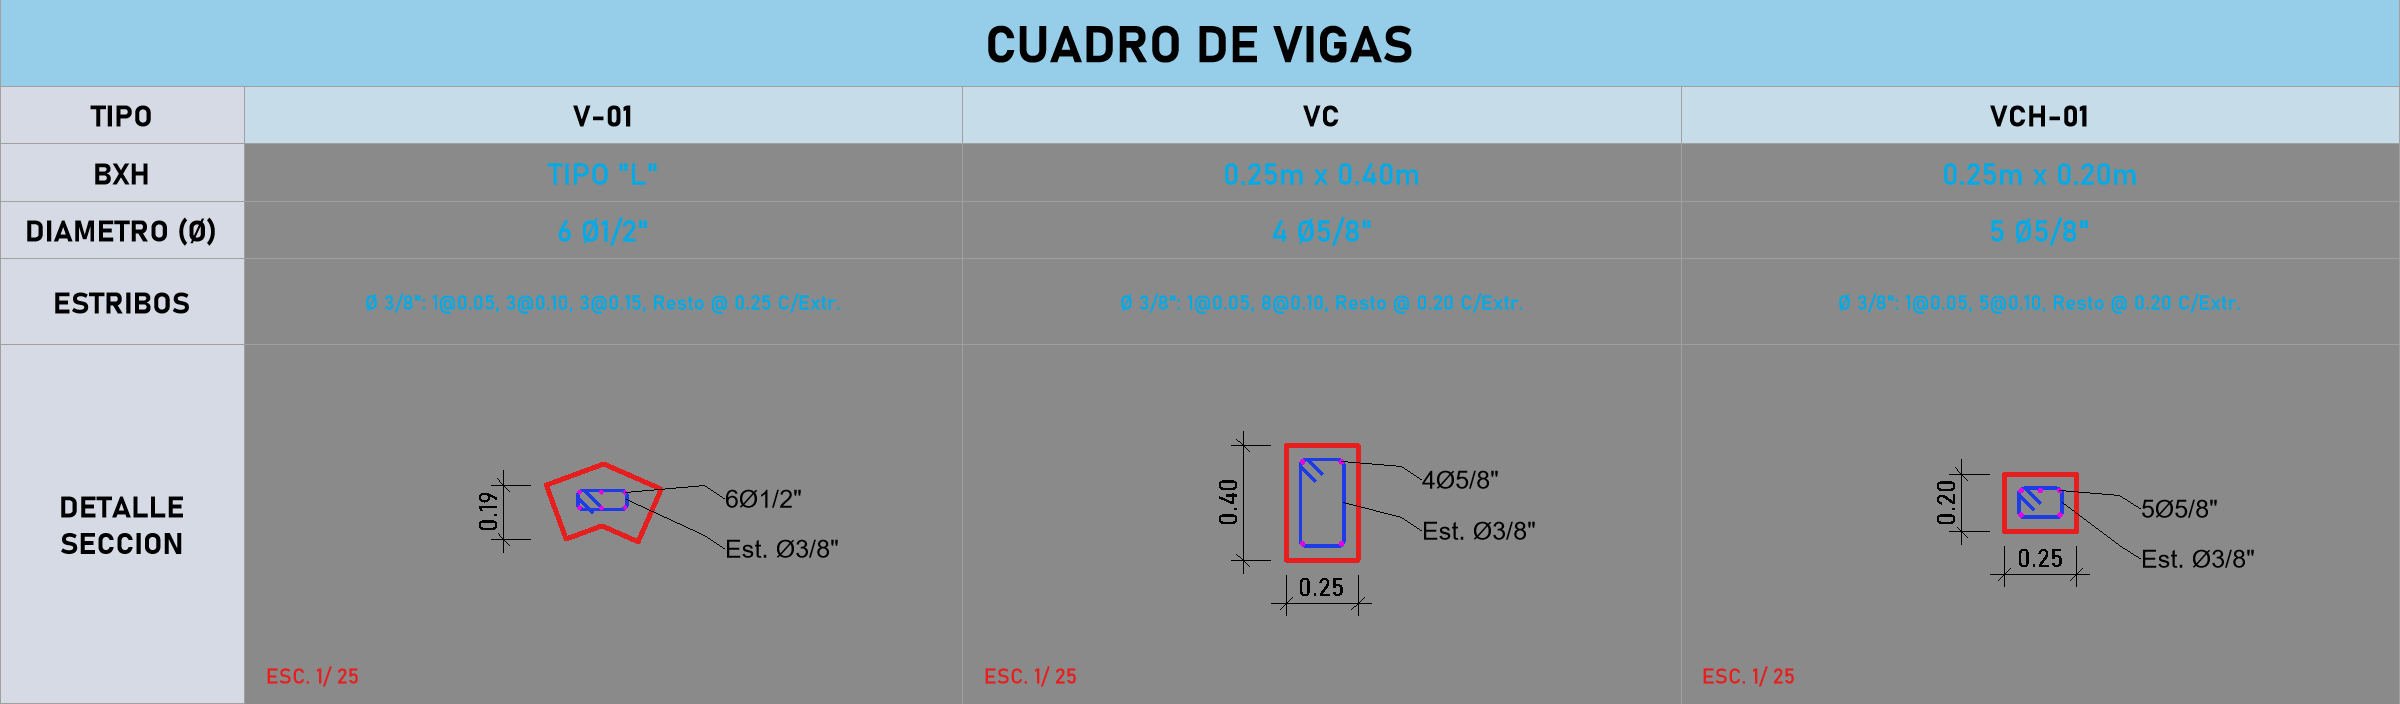 CUADRO DE VIGAS
TIPO
V-01
VC
VCH-01
BXH
TIPO "L"
0.25m x 0.40m
0.25m x 0.20m
DIAMETRO (Ø)
6 Ø1/2"
4 Ø5/8"
5 Ø5/8"
ESTRIBOS
Ø 3/8": 1@0.05, 3@0.10, 3@0.15, Resto @ 0.25 C/Extr.
Ø 3/8": 1@0.05, 8@0.10, Resto @ 0.20 C/Extr.
Ø 3/8": 1@0.05, 5@0.10, Resto @ 0.20 C/Extr.
DETALLE
SECCION
0.19
6Ø1/2"
Est. Ø3/8"
ESC. 1/ 25
0.40
4Ø5/8"
Est. Ø3/8"
0.25
ESC. 1/ 25
0.20
5Ø5/8"
Est. Ø3/8"
0.25
ESC. 1/ 25